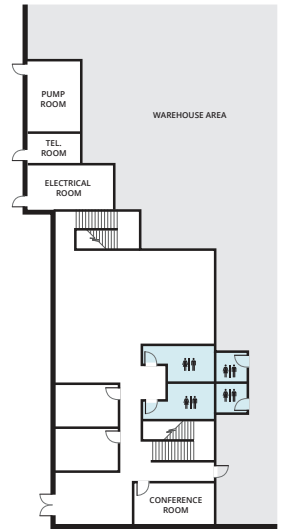 PUMP
ROOM
WAREHOUSE AREA
TEL.
ROOM
ELECTRICAL
ROOM
CONFERENCE
ROOM